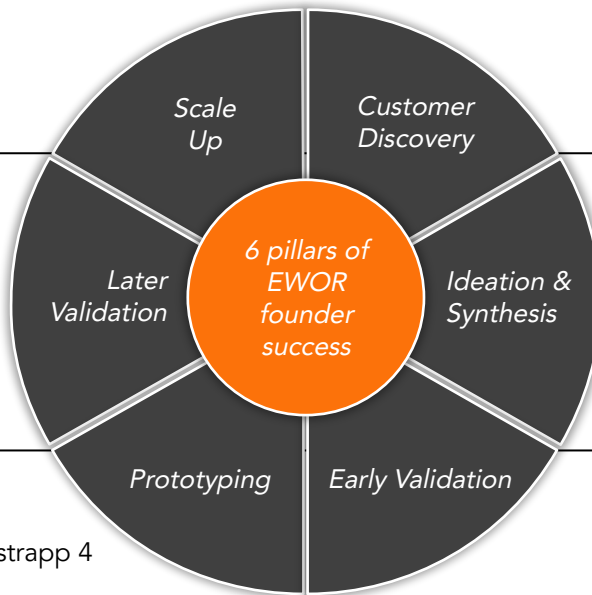 Scale
Up
Customer
Discovery
6 pillars of
EWOR
founder
success
Later
Validation
Ideation &
Synthesis
Prototyping
Early Validation
strapp 4